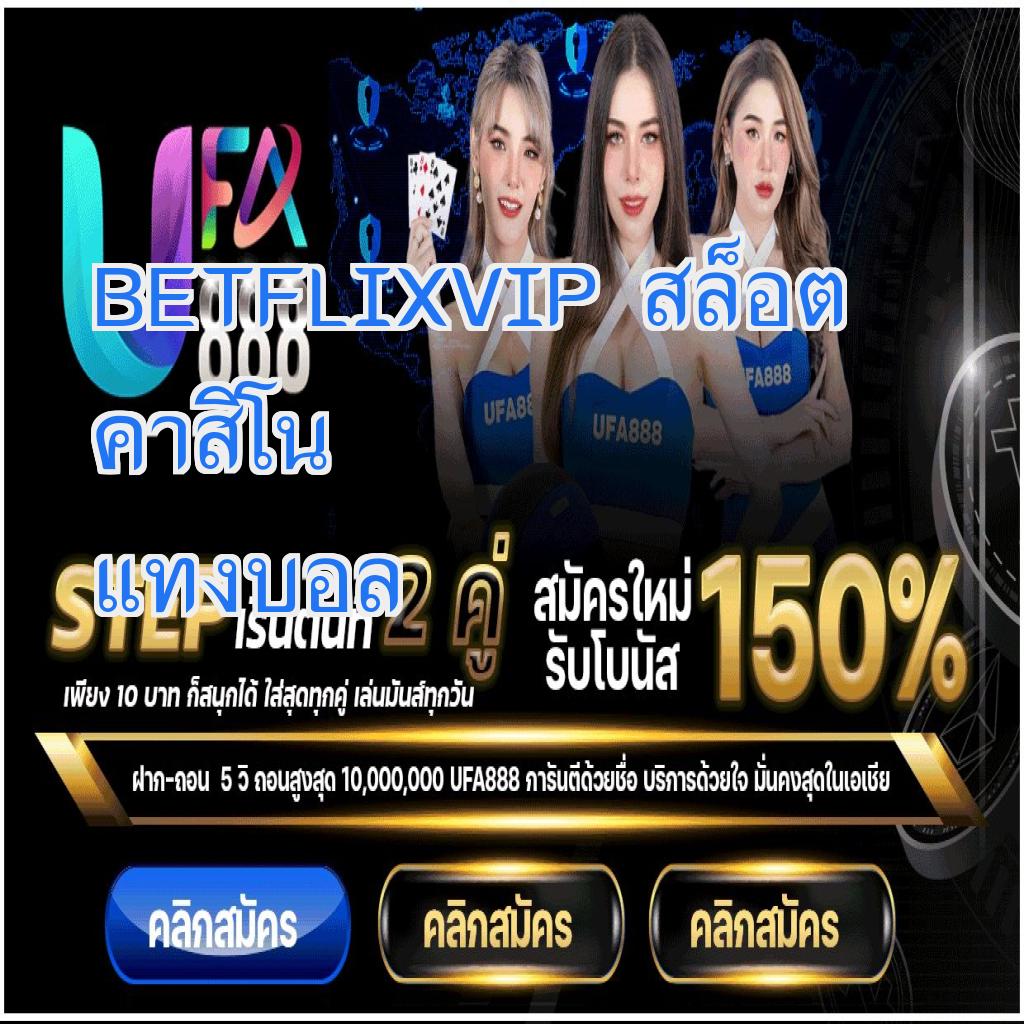 UFA
888
BETFLIXVIP สล็อต
คาสิโน
แทงบอล
UFA888
UFA888
STEP
2 คู่
สมัครใหม่
รับโบนัส
150%
เพียง 10 บาท ก็สนุกได้ ใส่สุดทุกคู่ เล่นมันส์ทุกวัน
ฝาก-ถอน 5 วิ ถอนสูงสุด 10,000,000 UFA888 การันตีด้วยชื่อ บริการด้วยใจ มั่นคงสุดในเอเชีย
คลิกสมัคร
คลิกสมัคร
คลิกสมัคร